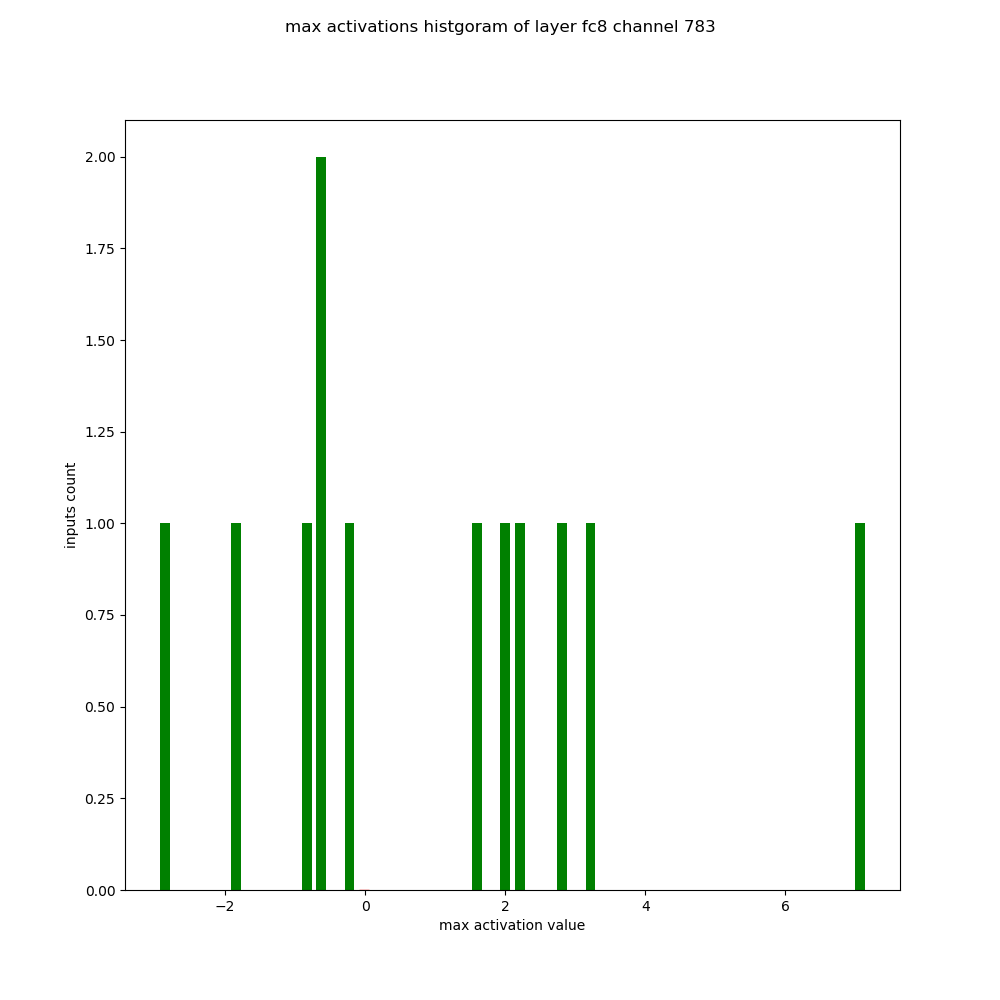 max activations histgoram of layer fc8 channel 783
2.00
1.75
1.50
1.25
1.00
0.75
0.50
0.25
0.00
inputs count
−2 0 2 4 6
max activation value